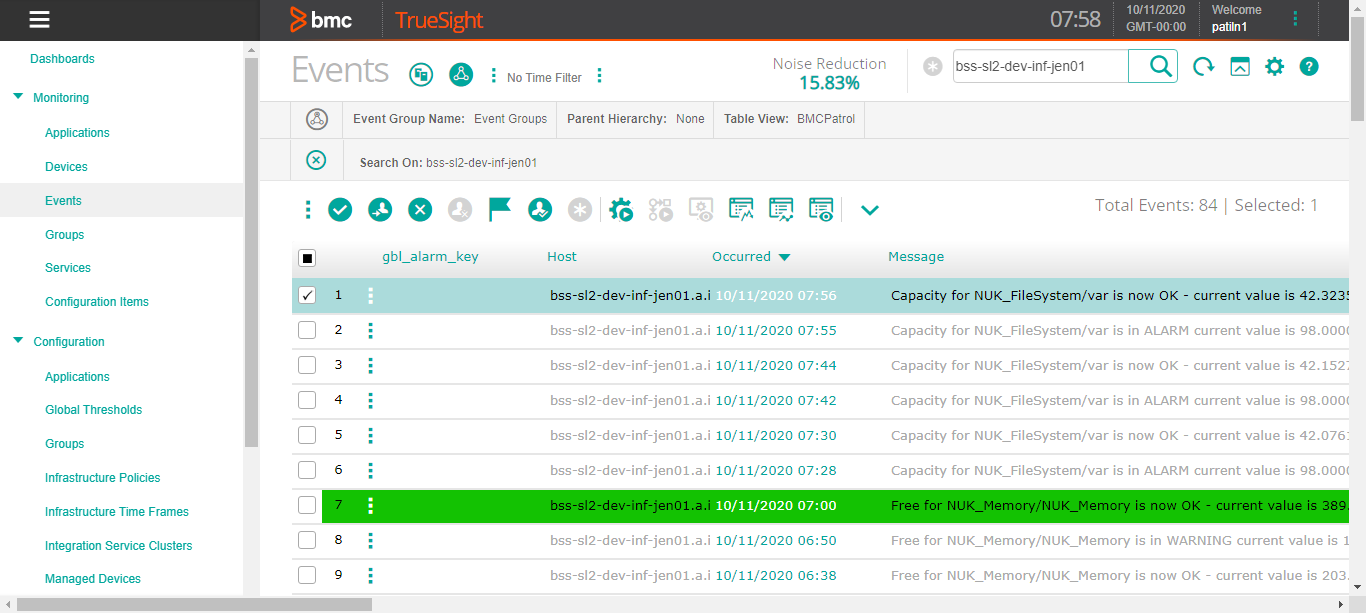 bmc
TrueSight
07:58
10/11/2020
GMT-00:00
Welcome
patiln1
Dashboards
Monitoring
Applications
Devices
Events
Groups
Services
Configuration Items
Configuration
Applications
Global Thresholds
Groups
Infrastructure Policies
Infrastructure Time Frames
Integration Service Clusters
Managed Devices
Events
No Time Filter
Noise Reduction
15.83%
bss-sl2-dev-inf-jen01
Event Group Name: Event Groups Parent Hierarchy: None Table View: BMCPatrol
Search On: bss-sl2-dev-inf-jen01
Total Events: 84 | Selected: 1
gbl_alarm_key Host Occurred Message
1 bss-sl2-dev-inf-jen01.a.i 10/11/2020 07:56 Capacity for NUK_FileSystem/var is now OK - current value is 42.3235
2 bss-sl2-dev-inf-jen01.a.i 10/11/2020 07:55 Capacity for NUK_FileSystem/var is in ALARM current value is 98.0000
3 bss-sl2-dev-inf-jen01.a.i 10/11/2020 07:44 Capacity for NUK_FileSystem/var is now OK - current value is 42.1527
4 bss-sl2-dev-inf-jen01.a.i 10/11/2020 07:42 Capacity for NUK_FileSystem/var is in ALARM current value is 98.0000
5 bss-sl2-dev-inf-jen01.a.i 10/11/2020 07:30 Capacity for NUK_FileSystem/var is now OK - current value is 42.0761
6 bss-sl2-dev-inf-jen01.a.i 10/11/2020 07:28 Capacity for NUK_FileSystem/var is in ALARM current value is 98.0000
7 bss-sl2-dev-inf-jen01.a.i 10/11/2020 07:00 Free for NUK_Memory/NUK_Memory is now OK - current value is 389.
8 bss-sl2-dev-inf-jen01.a.i 10/11/2020 06:50 Free for NUK_Memory/NUK_Memory is in WARNING current value is 1
9 bss-sl2-dev-inf-jen01.a.i 10/11/2020 06:38 Free for NUK_Memory/NUK_Memory is now OK - current value is 203.